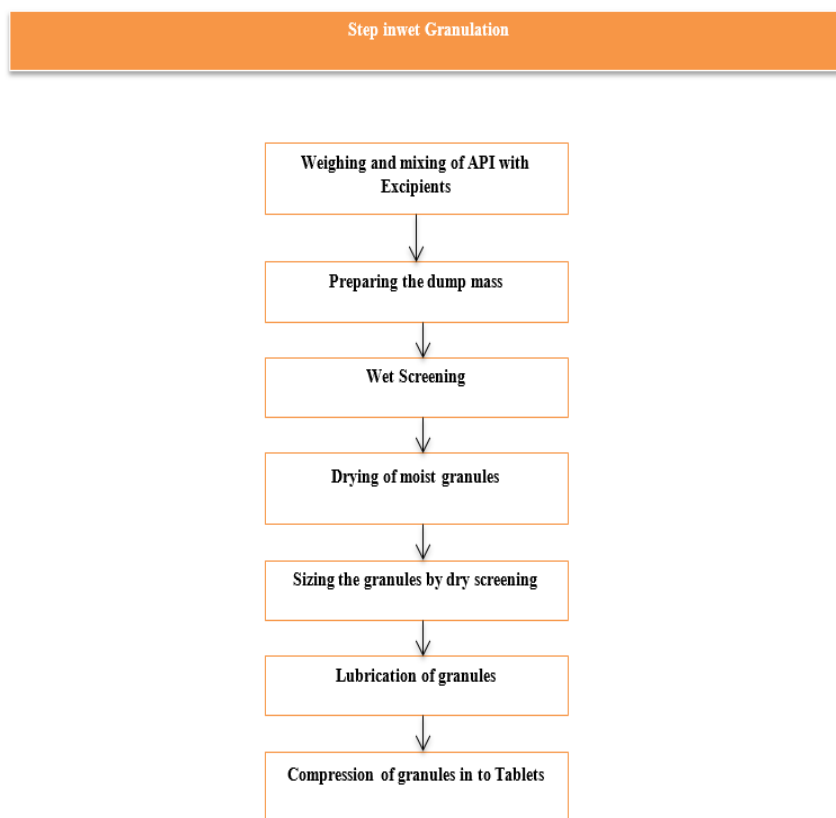 Step inwet Granulation
Weighing and mixing of API with
Excipients
Preparing the dump mass
Wet Screening
Drying of moist granules
Sizing the granules by dry screening
Lubrication of granules
Compression of granules in to Tablets